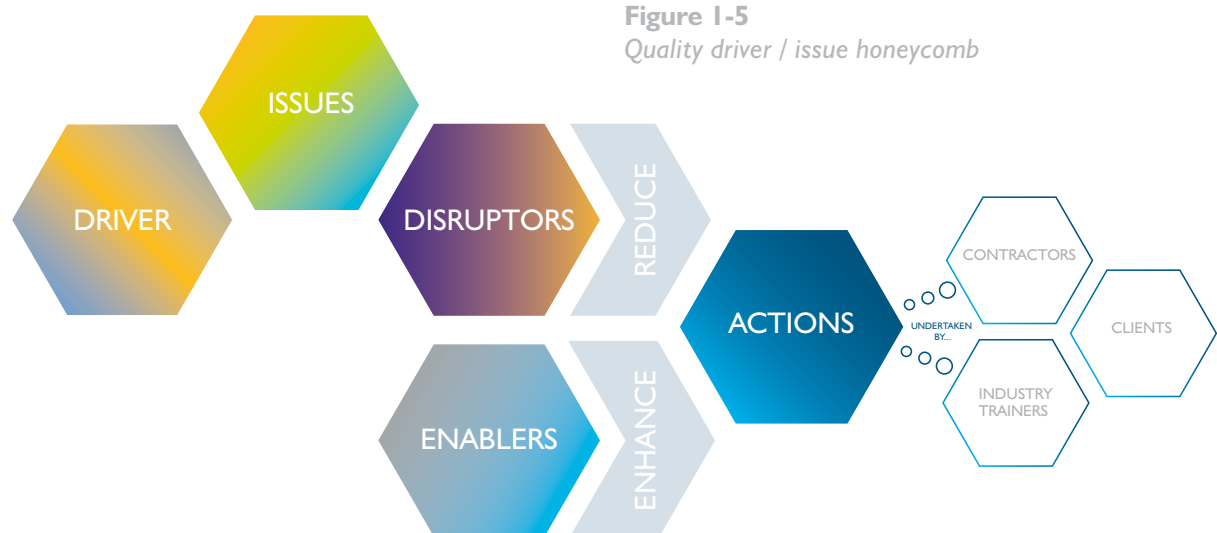 Figure 1-5
Quality driver / issue honeycomb
ISSUES
DRIVER
DISRUPTORS
REDUCE
ENABLERS
ENHANCE
ACTIONS
UNDERTAKEN
BY...
CONTRACTORS
CLIENTS
INDUSTRY
TRAINERS